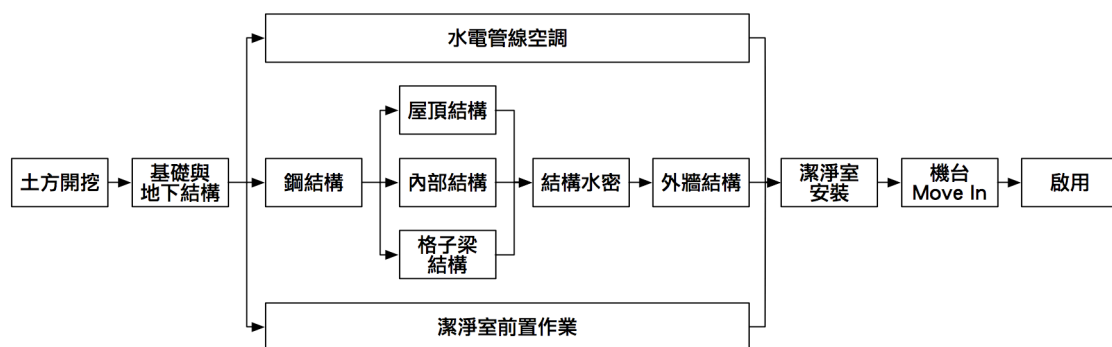 水電管線空調
屋頂結構
土方開挖
基礎與
地下結構
鋼結構
內部結構
結構水密
外牆結構
潔淨室
安裝
機台
Move In
啟用
格子梁
結構
潔淨室前置作業